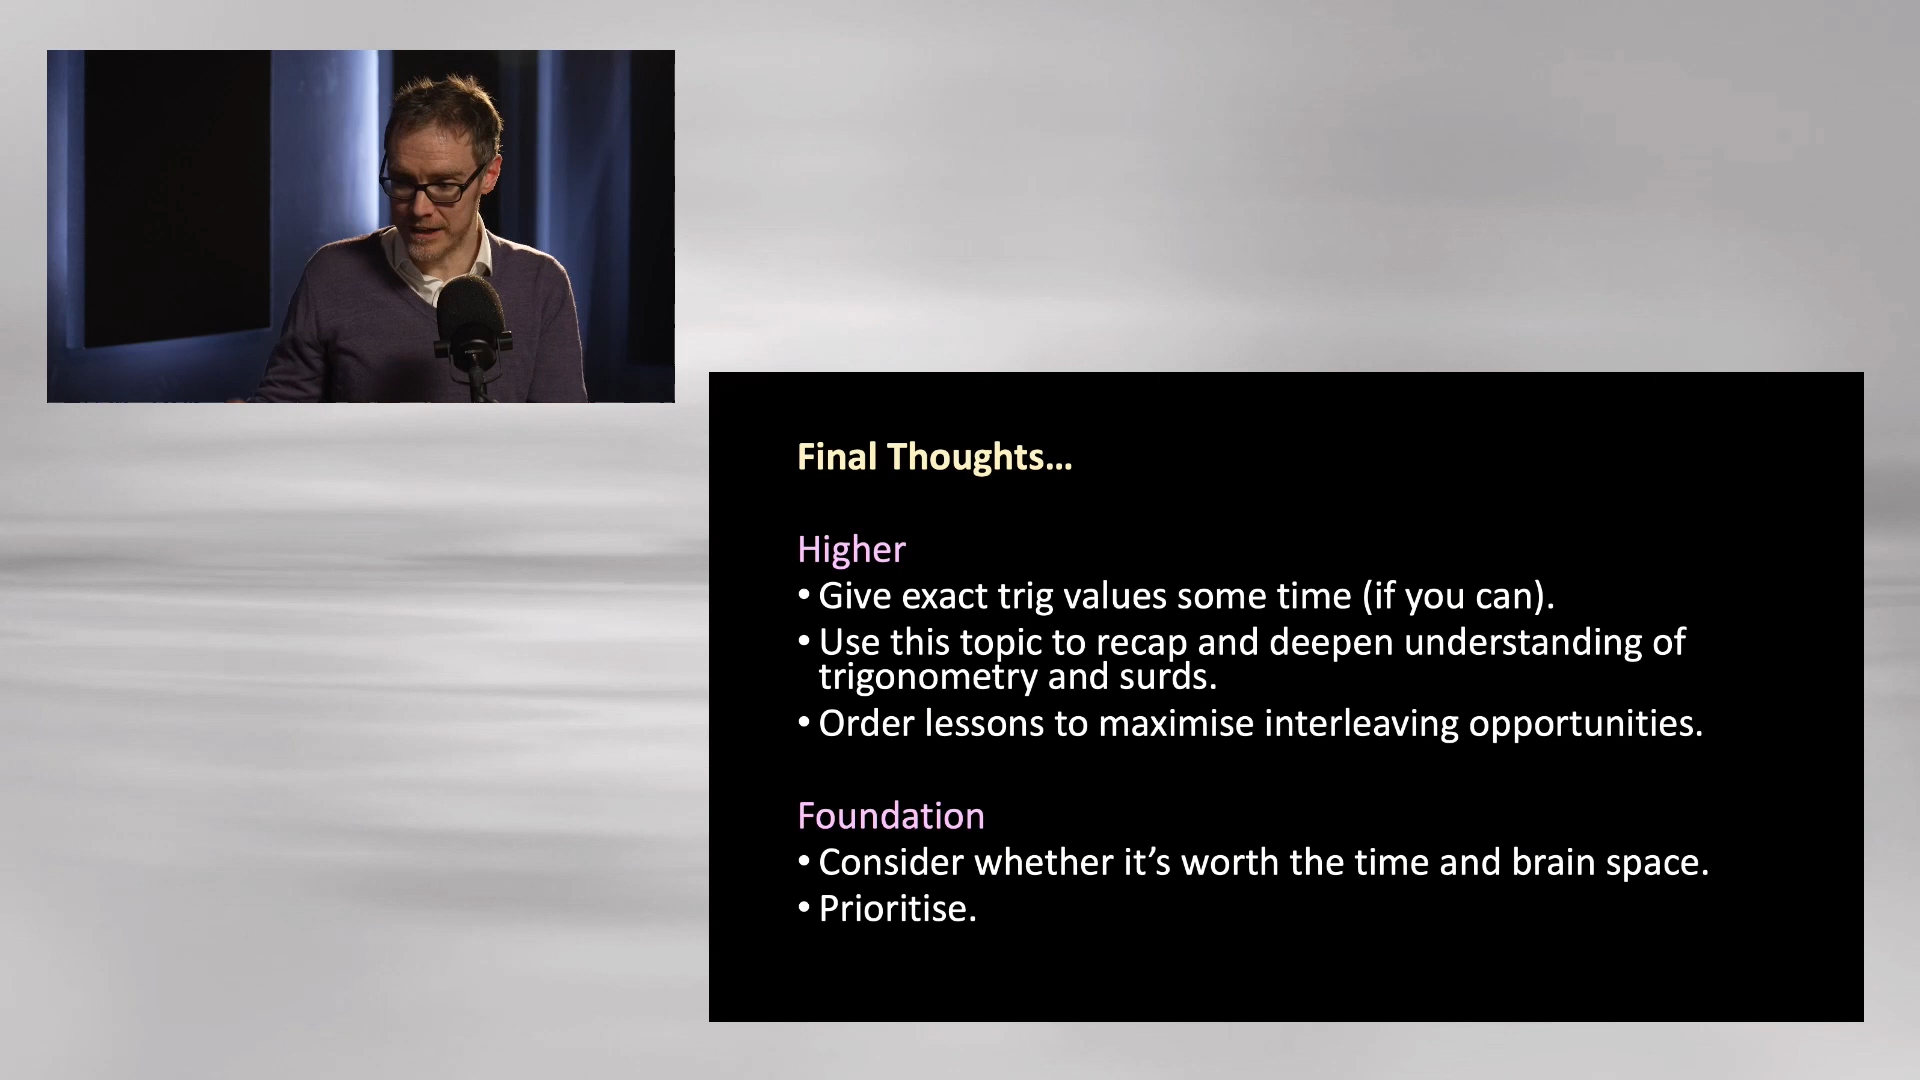 Final Thoughts...
Higher
• Give exact trig values some time (if you can).
• Use this topic to recap and deepen understanding of
trigonometry and surds.
• Order lessons to maximise interleaving opportunities.
Foundation
• Consider whether it’s worth the time and brain space.
• Prioritise.